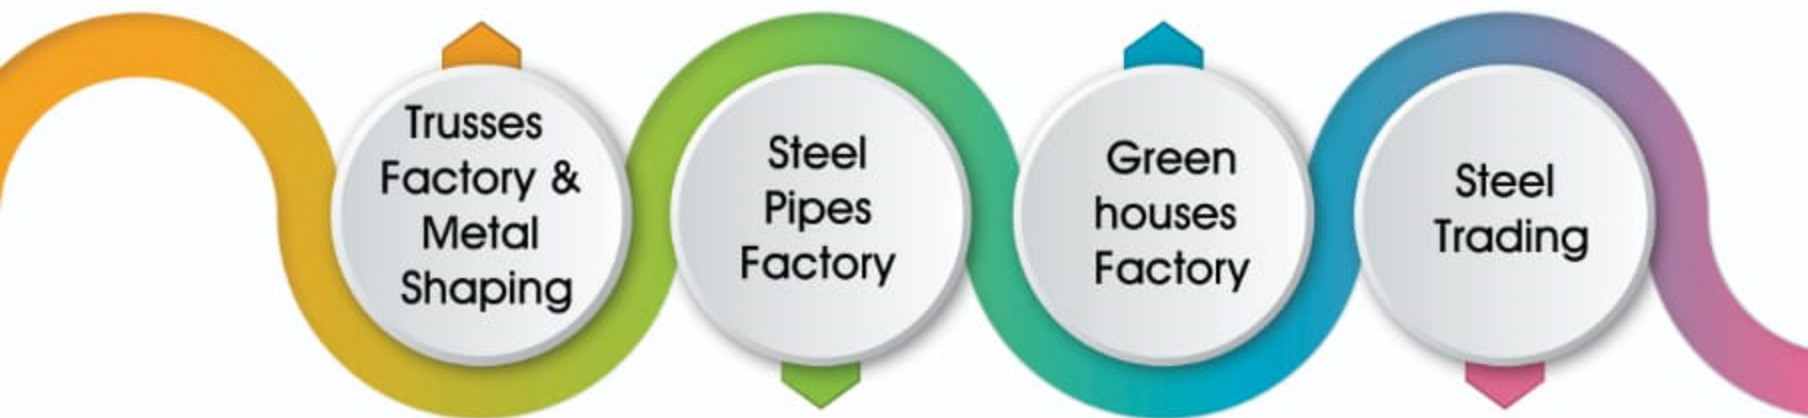 Trusses
Factory &
Metal
Shaping
Steel
Pipes
Factory
Green
houses
Factory
Steel
Trading